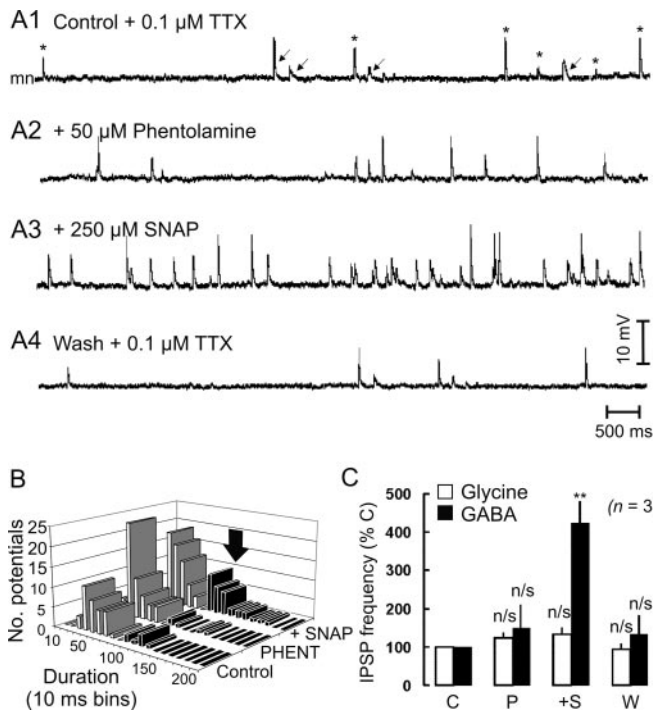 A1 Control + 0.1 µM TTX
* * * * * *
mn
A2 + 50 µM Phentolamine
A3 + 250 µM SNAP
A4 Wash + 0.1 µM TTX
10 mV
500 ms
B
No. potentials
25
20
15
10
5
0
10
50
100
150
200
Duration
(10 ms bins)
Control
PHENT
+ SNAP
C
IPSP frequency (% C)
500
400
300
200
100
0
Glycine
GABA
**
(n = 3
n/s n/s n/s n/s n/s
C P +S W